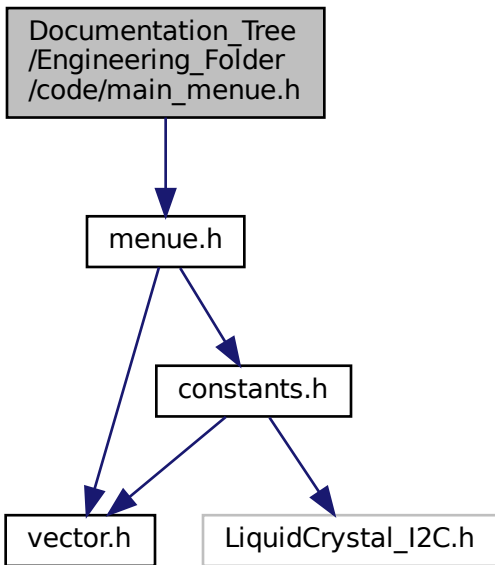 Documentation_Tree
/Engineering_Folder
/code/main_menue.h
menue.h
constants.h
vector.h
LiquidCrystal_I2C.h